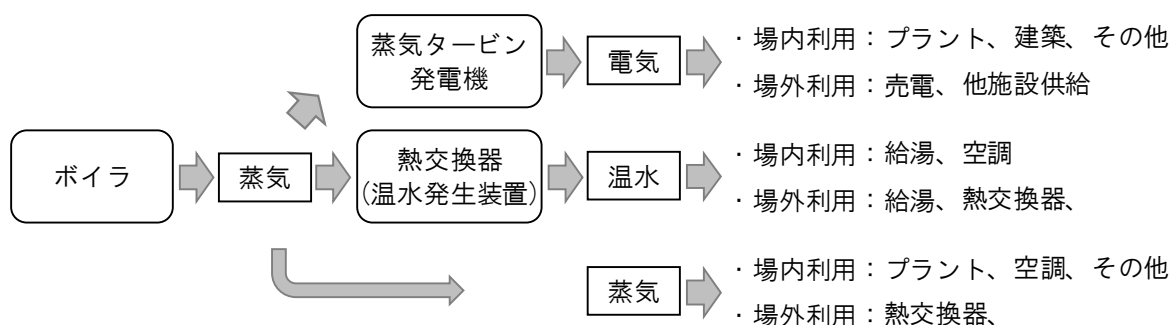 蒸気タービン
発電機
電気
・場内利用：プラント、建築、その他
・場外利用：売電、他施設供給
ボイラ
蒸気
熱交換器
(温水発生装置)
温水
・場内利用：給湯、空調
・場外利用：給湯、熱交換器、
蒸気
・場内利用：プラント、空調、その他
・場外利用：熱交換器、